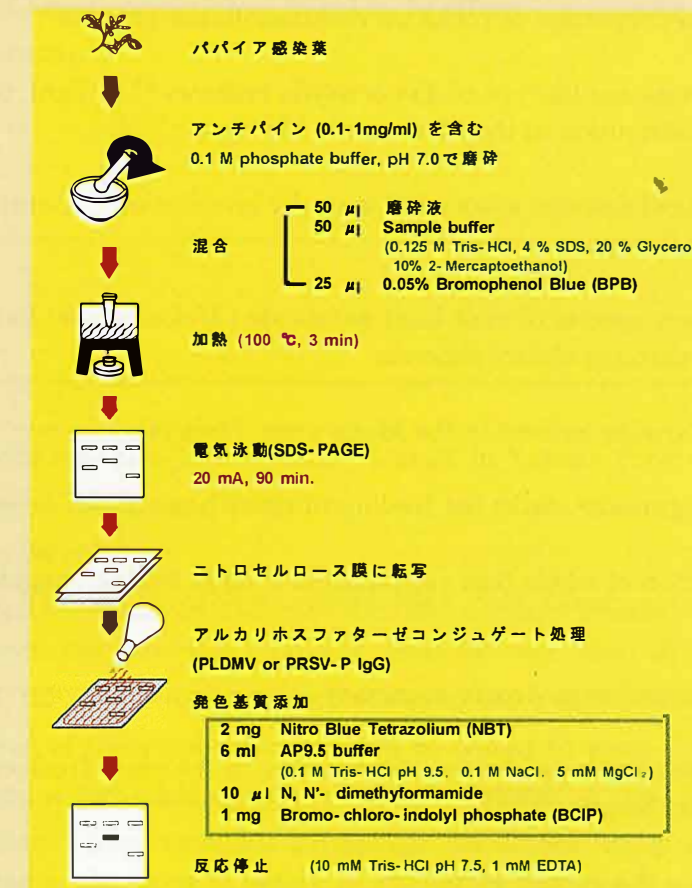 パパイア感染葉
アンチパイン (0.1-1mg/ml) を含む
0.1 M phosphate buffer, pH 7.0で磨砕
混合
50 μl 磨砕液
50 μl Sample buffer
(0.125 M Tris-HCl, 4 % SDS, 20 % Glycero
10% 2-Mercaptoethanol)
25 μl 0.05% Bromophenol Blue (BPB)
加熱 (100 ℃, 3 min)
電気泳動(SDS-PAGE)
20 mA, 90 min.
ニトロセルロース膜に転写
アルカリホスファターゼコンジュゲート処理
(PLDMV or PRSV-P IgG)
発色基質添加
2 mg Nitro Blue Tetrazolium (NBT)
6 ml AP9.5 buffer
(0.1 M Tris-HCl pH 9.5, 0.1 M NaCl, 5 mM MgCl₂)
10 μl N, N'-dimethyformamide
1 mg Bromo-chloro-indolyl phosphate (BCIP)
反応停止 (10 mM Tris-HCl pH 7.5, 1 mM EDTA)